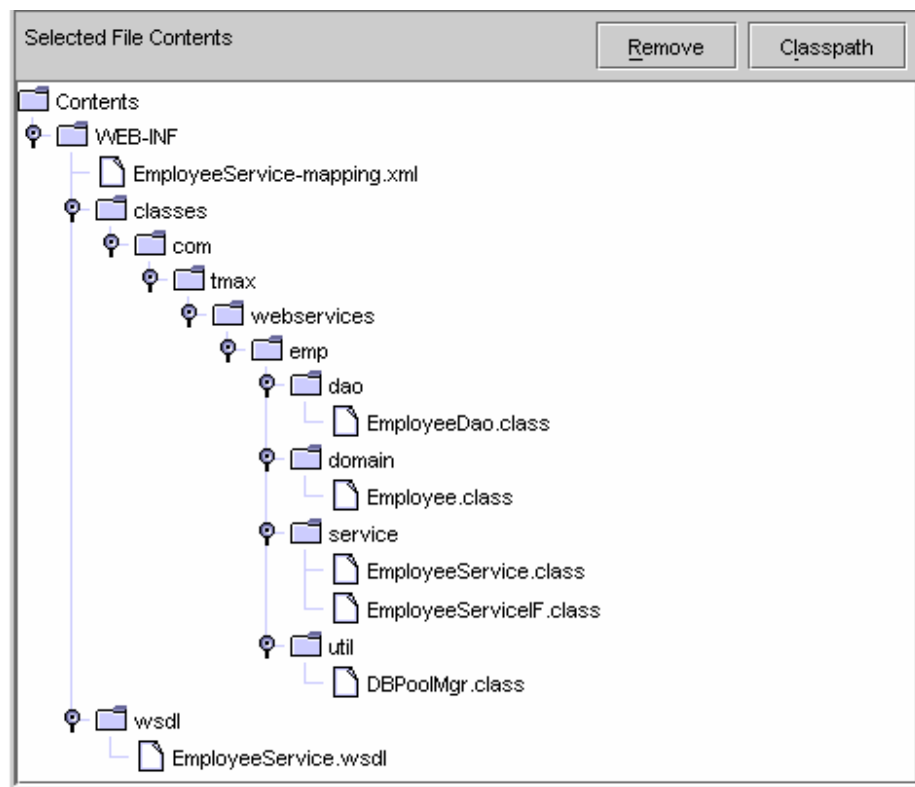 Selected File Contents Remove Classpath
Contents
WEB-INF
EmployeeService-mapping.xml
classes
com
tmax
webservices
emp
dao
EmployeeDao.class
domain
Employee.class
service
EmployeeService.class
EmployeeServiceIF.class
util
DBPoolMgr.class
wsdl
EmployeeService.wsdl